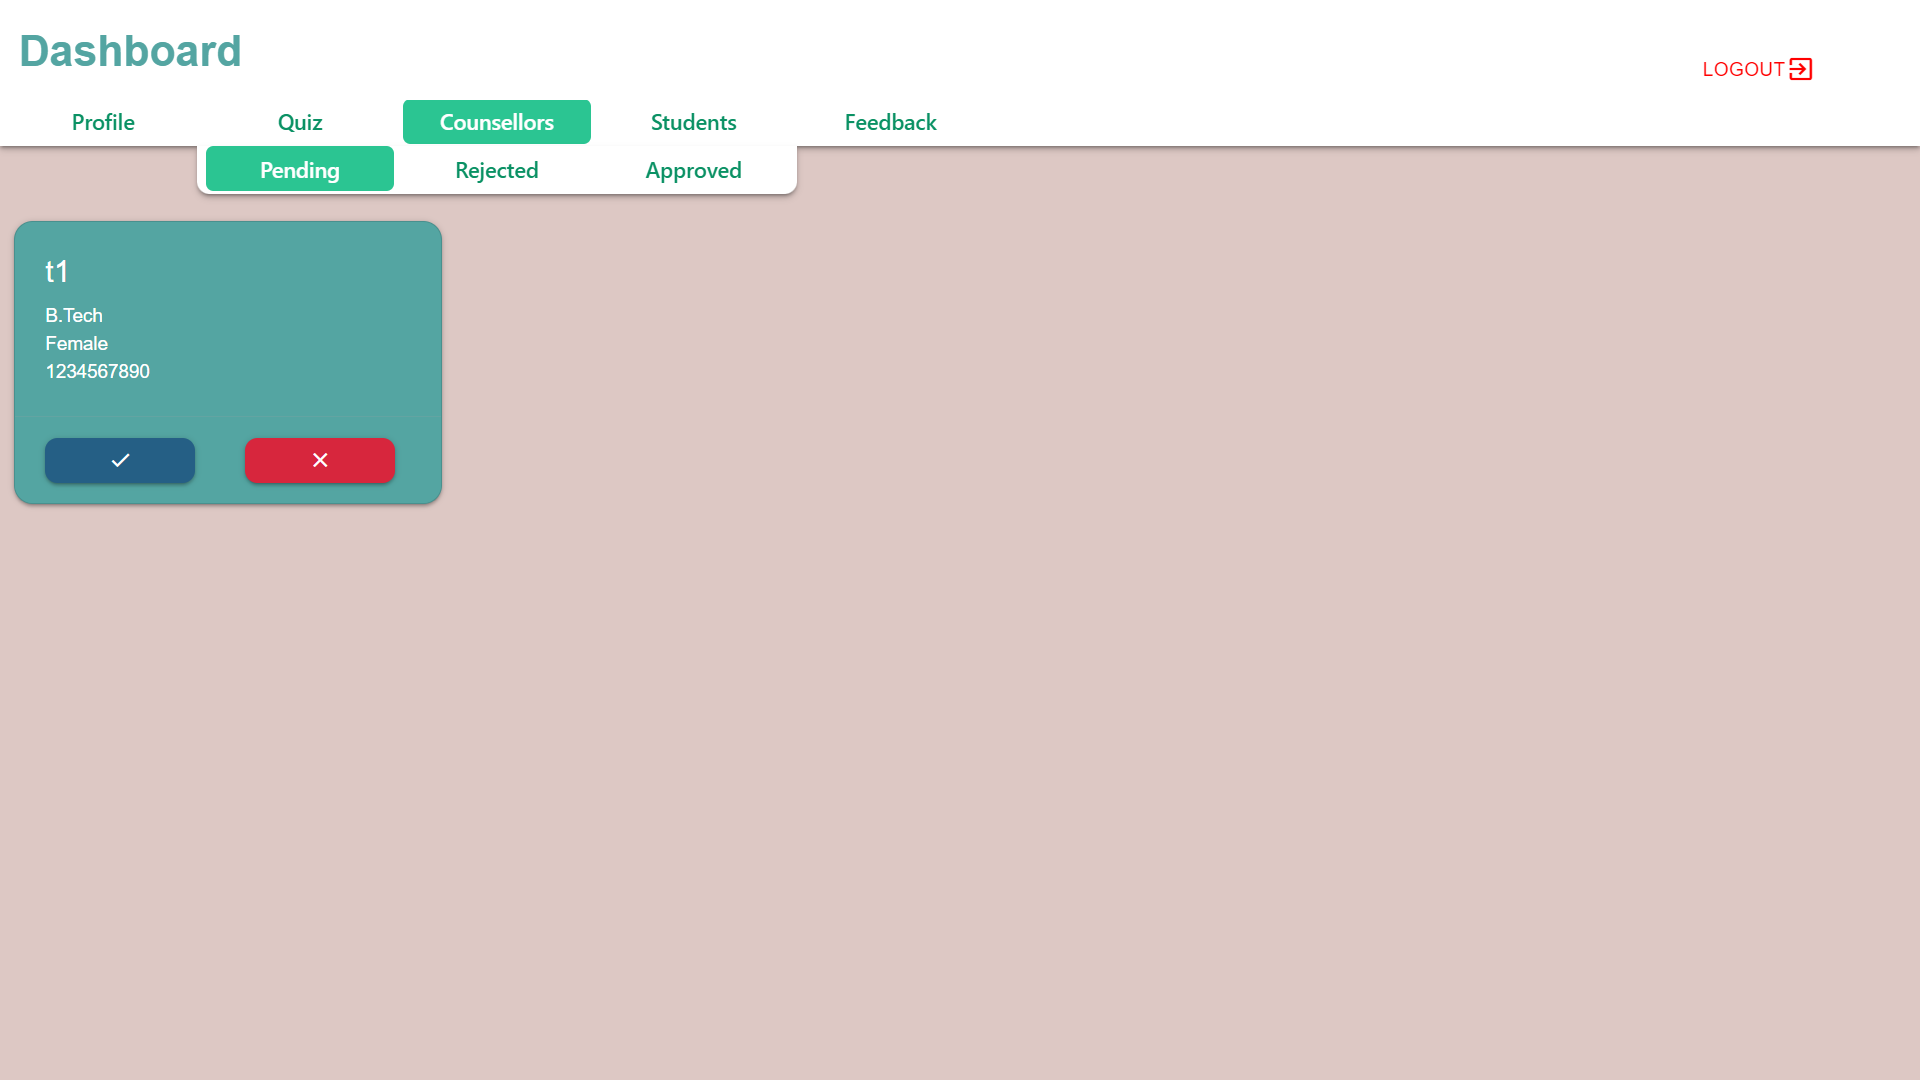 Dashboard
LOGOUT
Profile Quiz Counsellors Students Feedback
Pending Rejected Approved
t1
B.Tech
Female
1234567890